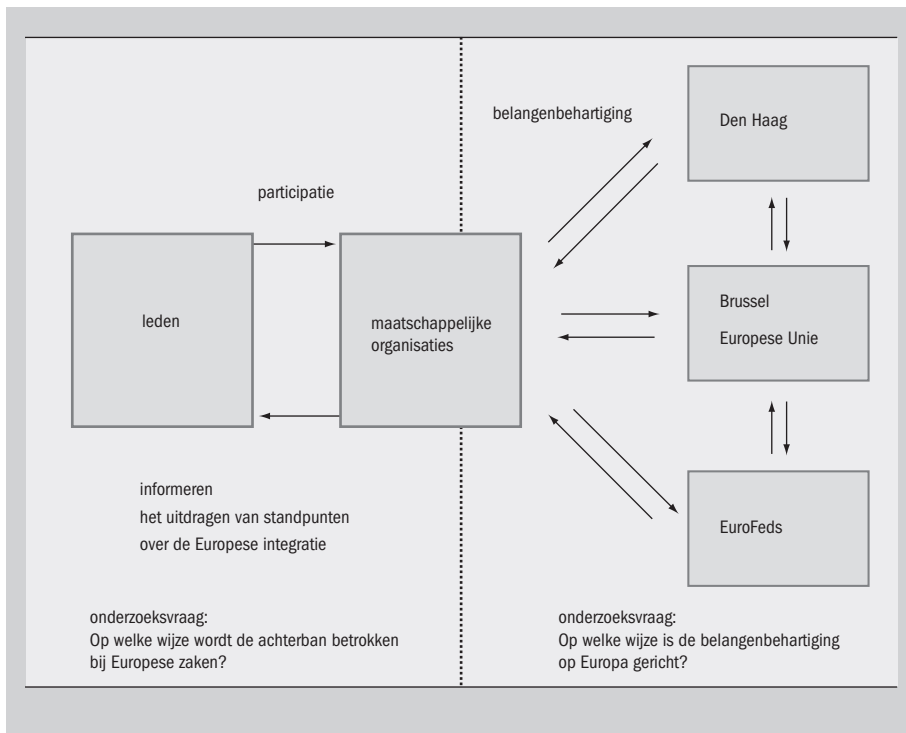 participatie
leden
maatschappelijke
organisaties
informeren
het uitdragen van standpunten
over de Europese integratie
onderzoeksvraag:
Op welke wijze wordt de achterban betrokken
bij Europese zaken?
belangenbehartiging
Den Haag
Brussel
Europese Unie
EuroFeds
onderzoeksvraag:
Op welke wijze is de belangenbehartiging
op Europa gericht?